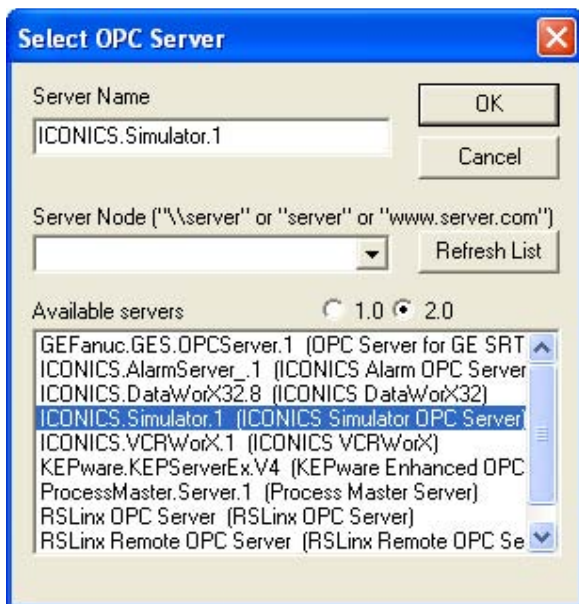 Select OPC Server
Server Name
OK
ICONICS.Simulator.1
Cancel
Server Node ("\\server" or "server" or "www.server.com")
Refresh List
Available servers 1.0 2.0
GEFanuc.GES.OPCServer.1 (OPC Server for GE SRT
ICONICS.AlarmServer_.1 (ICONICS Alarm OPC Server
ICONICS.DataWorX32.8 (ICONICS DataWorX32)
ICONICS.Simulator.1 (ICONICS Simulator OPC Server)
ICONICS.VCRWorX.1 (ICONICS VCRWorX)
KEPware.KEPServerEx.V4 (KEPware Enhanced OPC
ProcessMaster.Server.1 (Process Master Server)
RSLinx OPC Server (RSLinx OPC Server)
RSLinx Remote OPC Server (RSLinx Remote OPC Se